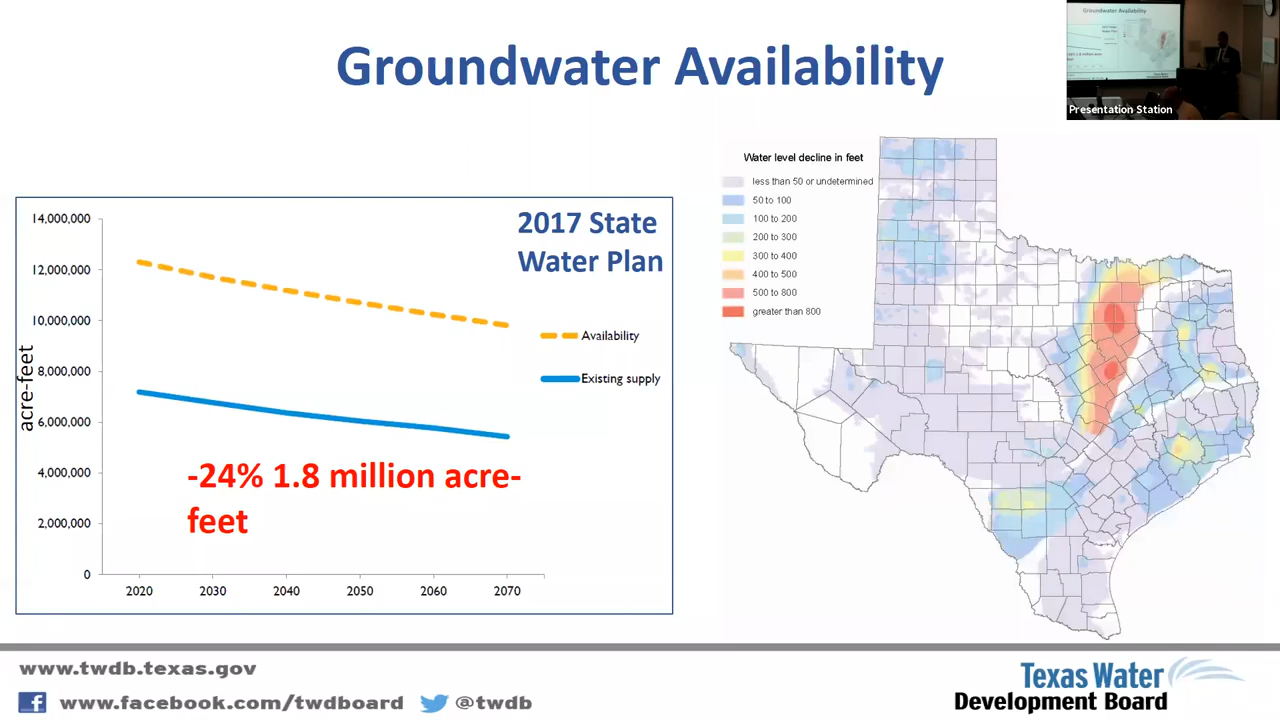 Groundwater Availability
Groundwater Availability
Presentation Station
2017 State
Water Plan
14,000,000
12,000,000
10,000,000
8,000,000
6,000,000
4,000,000
2,000,000
0
acre-feet
Availability
Existing supply
-24% 1.8 million acre-
feet
2020 2030 2040 2050 2060 2070
Water level decline in feet
less than 50 or undetermined
50 to 100
100 to 200
200 to 300
300 to 400
400 to 500
500 to 800
greater than 800
www.twdb.texas.gov
www.facebook.com/twdboard @twdb
Texas Water
Development Board